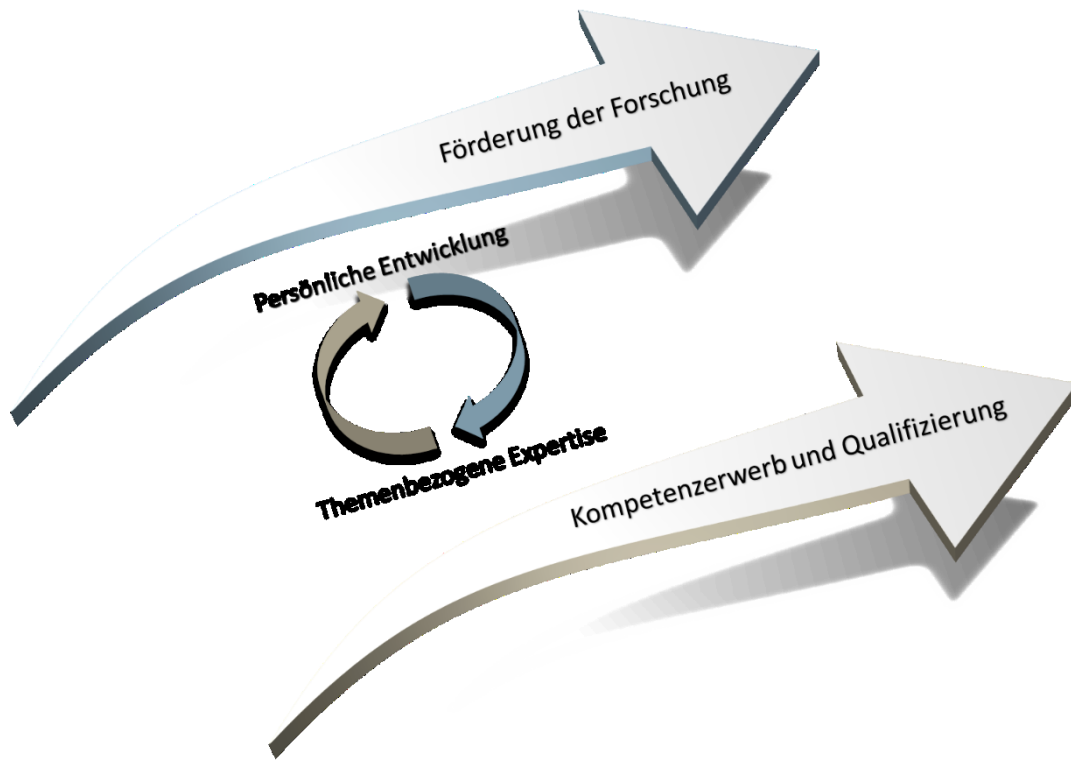 Förderung der Forschung
Persönliche Entwicklung
Themenbezogene Expertise
Kompetenzerwerb und Qualifizierung